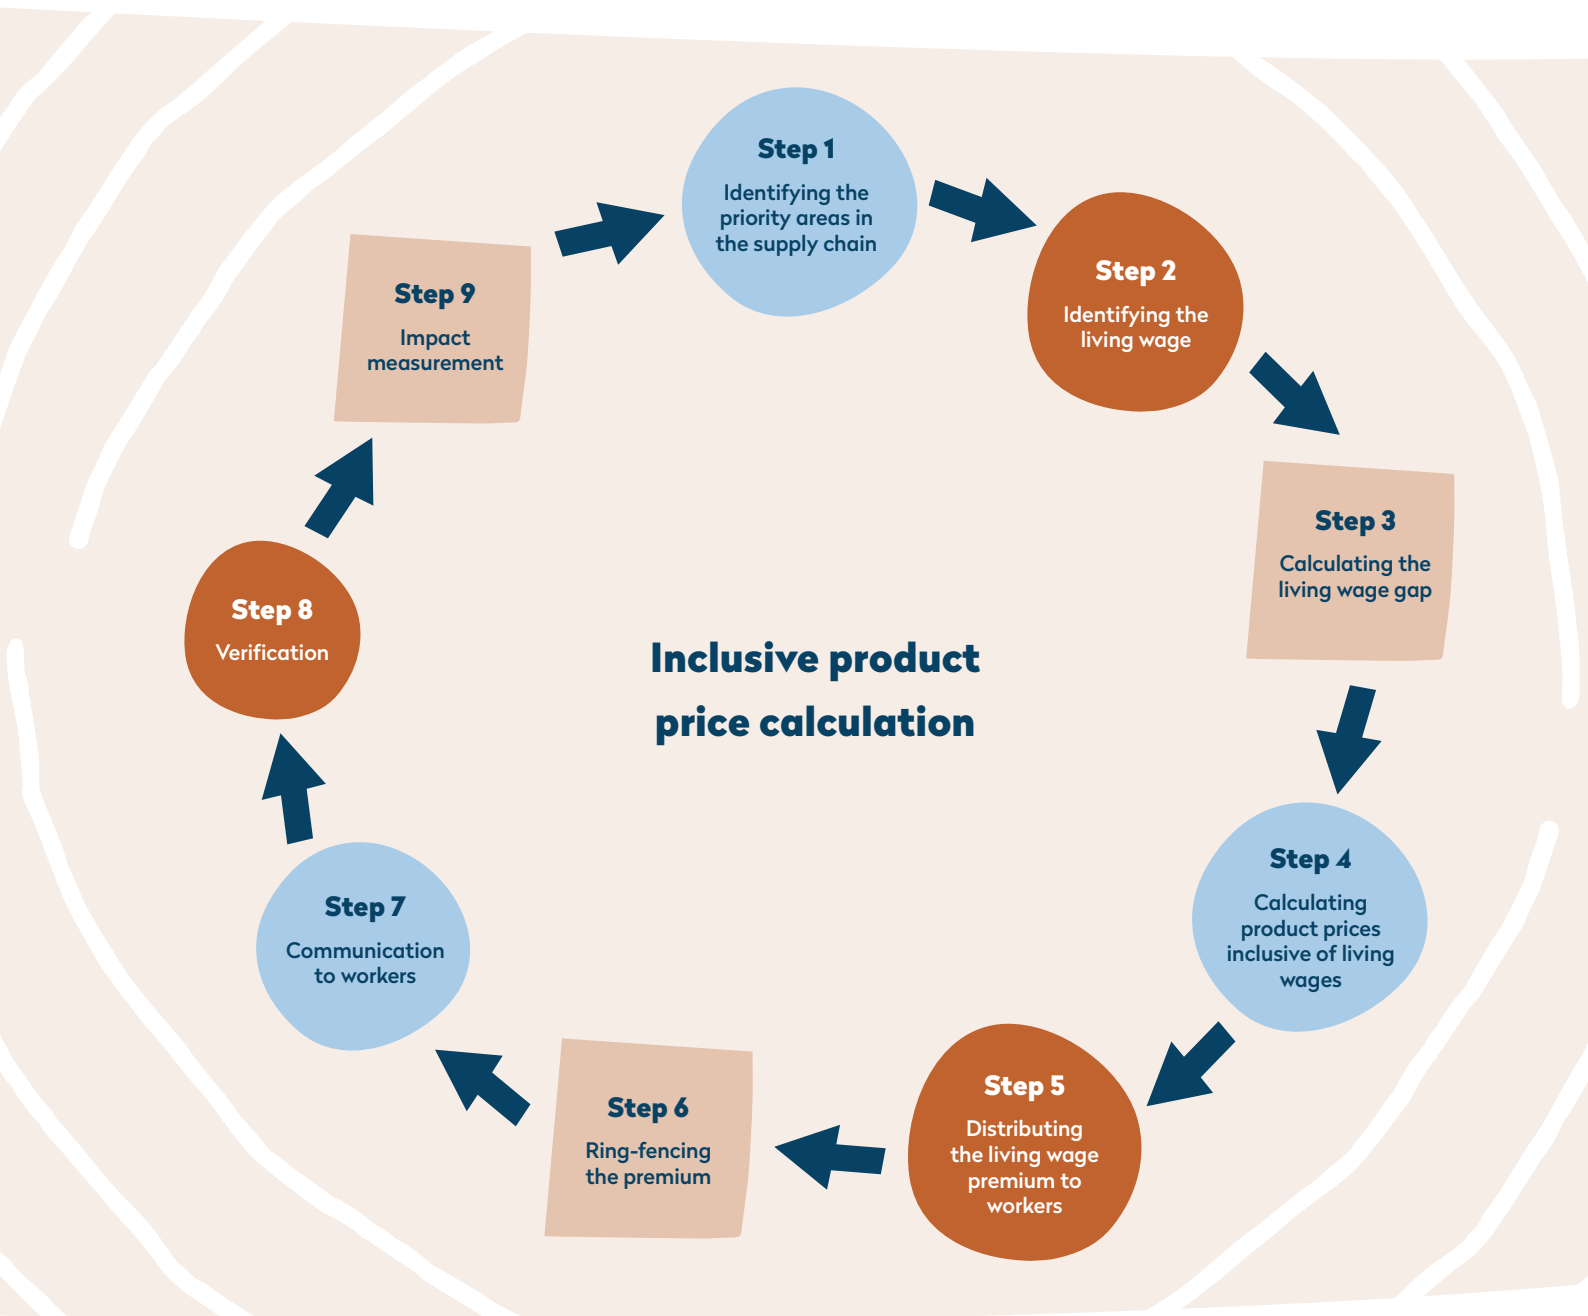 Step 1
Identifying the
priority areas in
the supply chain
Step 2
Identifying the
living wage
Step 3
Calculating the
living wage gap
Step 4
Calculating
product prices
inclusive of living
wages
Step 5
Distributing
the living wage
premium to
workers
Step 6
Ring-fencing
the premium
Step 7
Communication
to workers
Step 8
Verification
Step 9
Impact
measurement
Inclusive product
price calculation